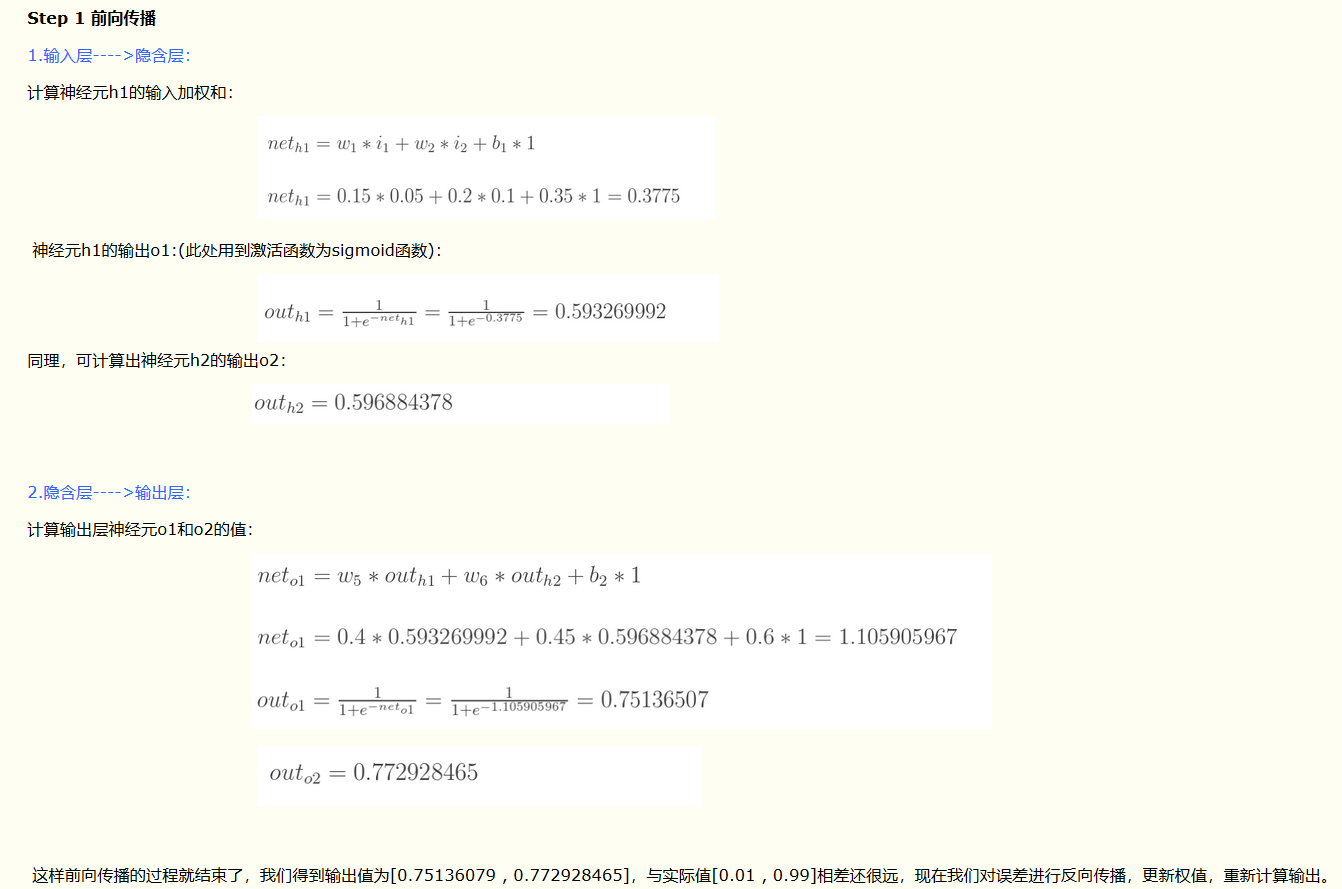 Step 1 前向传播
1.输入层---->隐含层：
计算神经元h1的输入加权和：
$net_{h1} = w_1 * i_1 + w_2 * i_2 + b_1 * 1$
$net_{h1} = 0.15 * 0.05 + 0.2 * 0.1 + 0.35 * 1 = 0.3775$
神经元h1的输出o1:(此处用到激活函数为sigmoid函数)：
$out_{h1} = \frac{1}{1+e^{-net_{h1}}} = \frac{1}{1+e^{-0.3775}} = 0.593269992$
同理，可计算出神经元h2的输出o2：
$out_{h2} = 0.596884378$
2.隐含层---->输出层：
计算输出层神经元o1和o2的值：
$net_{o1} = w_5 * out_{h1} + w_6 * out_{h2} + b_2 * 1$
$net_{o1} = 0.4 * 0.593269992 + 0.45 * 0.596884378 + 0.6 * 1 = 1.105905967$
$out_{o1} = \frac{1}{1+e^{-net_{o1}}} = \frac{1}{1+e^{-1.105905967}} = 0.75136507$
$out_{o2} = 0.772928465$
这样前向传播的过程就结束了，我们得到输出值为[0.75136079 , 0.772928465]，与实际值[0.01 , 0.99]相差还很远，现在我们对误差进行反向传播，更新权值，重新计算输出。